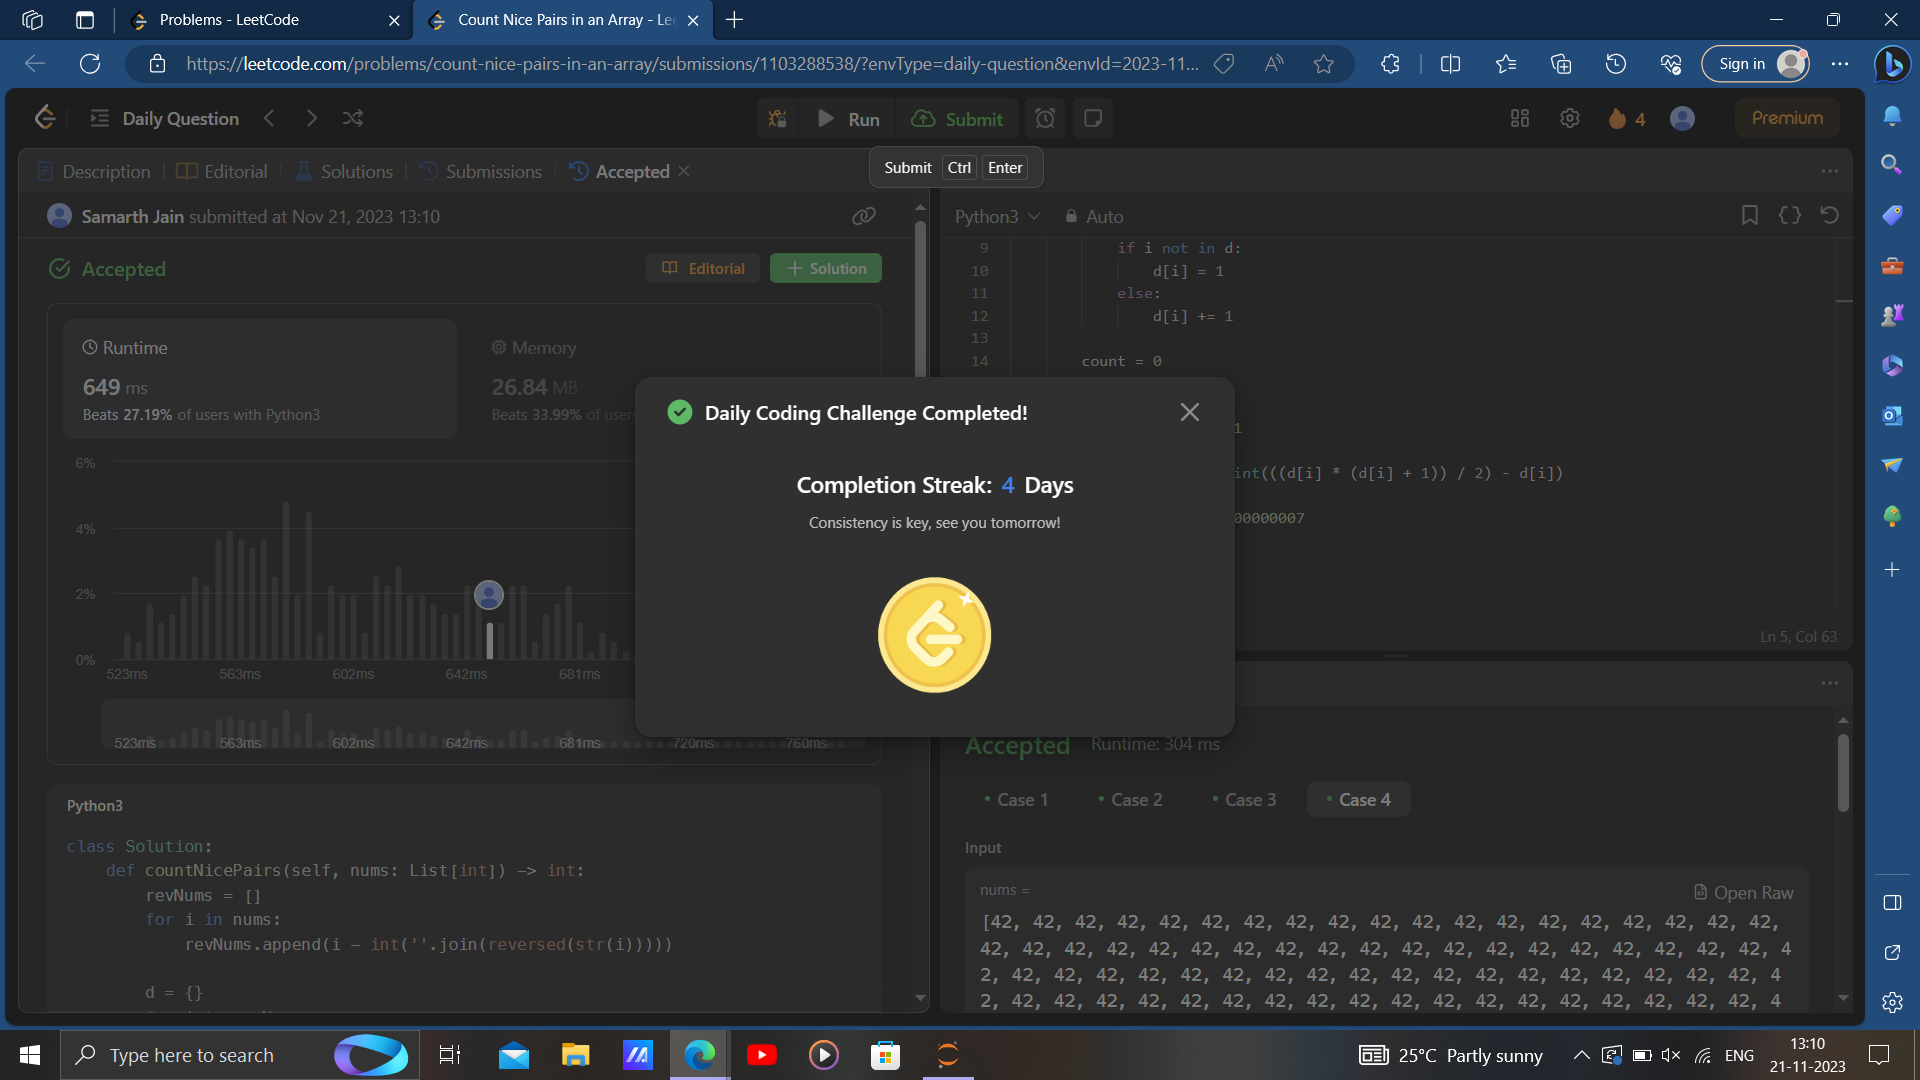 Problems - LeetCode
Count Nice Pairs in an Array - Le
https://leetcode.com/problems/count-nice-pairs-in-an-array/submissions/1103288538/?envType=daily-question&envId=2023-11...
Sign in
Daily Question
Run
Submit
4
Premium
Description
Editorial
Solutions
Submissions
Accepted
Submit Ctrl Enter
Samarth Jain submitted at Nov 21, 2023 13:10
Accepted
Editorial
Solution
Runtime
649 ms
Beats 27.19% of users with Python3
Memory
26.84 MB
Beats 33.99% of users
6%
4%
2%
0%
523ms 563ms 602ms 642ms 681ms
523ms 563ms 602ms 642ms 681ms 720ms 760ms
Python3
class Solution:
def countNicePairs(self, nums: List[int]) -> int:
revNums = []
for i in nums:
revNums.append(i - int(''.join(reversed(str(i)))))
d = {}
Python3
Auto
9 if i not in d:
10 d[i] = 1
11 else:
12 d[i] += 1
13
14 count = 0
1
int(((d[i] * (d[i] + 1)) / 2) - d[i])
00000007
Ln 5, Col 63
Daily Coding Challenge Completed!
Completion Streak: 4 Days
Consistency is key, see you tomorrow!
Accepted
Runtime: 304 ms
Case 1
Case 2
Case 3
Case 4
Input
nums =
Open Raw
[42, 42, 42, 42, 42, 42, 42, 42, 42, 42, 42, 42, 42, 42, 42, 42, 42, 42, 42,
42, 42, 42, 42, 42, 42, 42, 42, 42, 42, 42, 42, 42, 42, 42, 42, 42, 42, 42, 4
2, 42, 42, 42, 42, 42, 42, 42, 42, 42, 42, 42, 42, 42, 42, 42, 42, 42, 42, 4
2, 42, 42, 42, 42, 42, 42, 42, 42, 42, 42, 42, 42, 42, 42, 42, 42, 42, 42, 4
Type here to search
25°C Partly sunny
ENG
13:10
21-11-2023